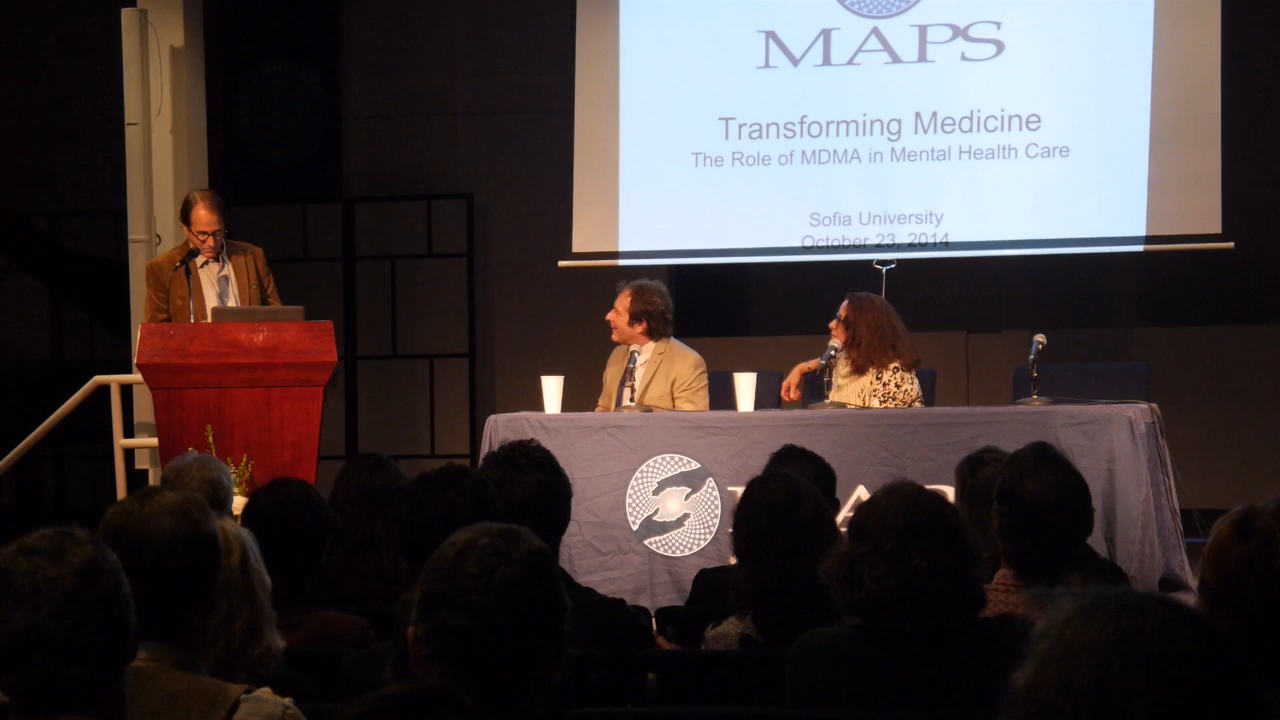 MAPS
Transforming Medicine
The Role of MDMA in Mental Health Care
Sofia University
October 23, 2014